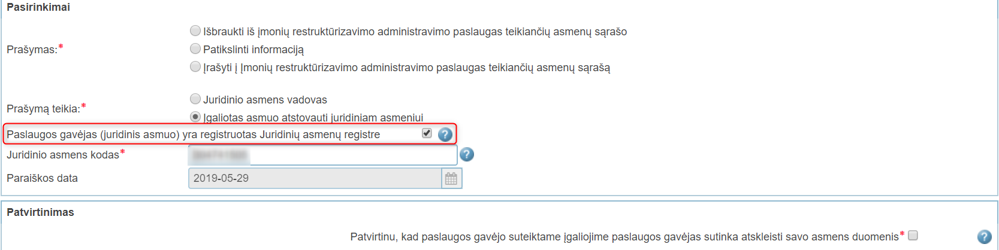 Pasirinkimai
Išbraukti iš įmonių restruktūrizavimo administravimo paslaugas teikiančių asmenų sąrašo
Prašymas:*
Patikslinti informaciją
Įrašyti į Įmonių restruktūrizavimo administravimo paslaugas teikiančių asmenų sąrašą
Juridinio asmens vadovas
Prašymą teikia:*
Įgaliotas asmuo atstovauti juridiniam asmeniui
Paslaugos gavėjas (juridinis asmuo) yra registruotas Juridinių asmenų registre ?
Juridinio asmens kodas* ?
Paraiškos data 2019-05-29
Patvirtinimas
Patvirtinu, kad paslaugos gavėjo suteiktame įgaliojime paslaugos gavėjas sutinka atskleisti savo asmens duomenis* ?